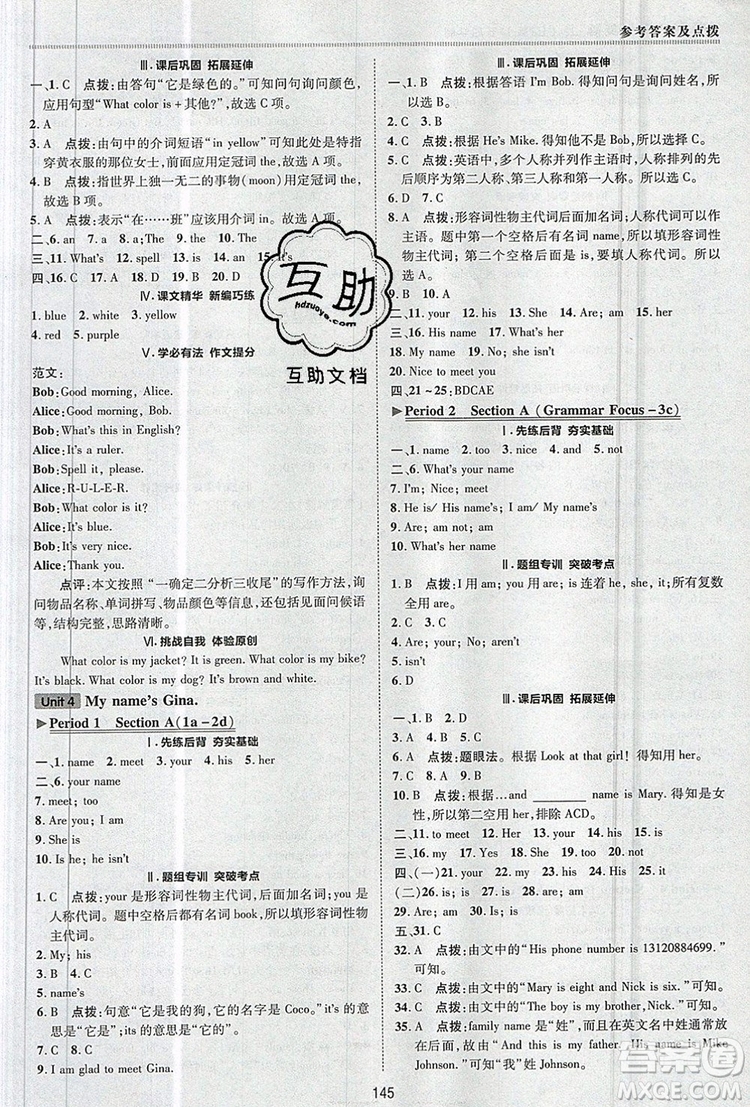 参考答案及点拨
Ⅲ·课后巩固 拓展延伸
一、1. C 点拨：由答句“它是绿色的。”可知问询问颜色，
应用句型“What color is + 其他?”，故选 C 项。
2. A
3. A 点拨：由句中的介词短语“in yellow”可知此处是特指
穿黄衣服的那位女士，前面应用定冠词 the，故选 A 项。
4. B 点拨：指世界上独一无二的事物(moon)用定冠词 the，
故选 B 项。
5. A 点拨：表示“在……班”应该用介词 in。故选 A 项。
二、6. an 7. the 8. a 9. The 10. The
三、11. What's 12. spell 13. is 14. an 15. is
四、16. C 17. D 18. A 19. E 20. B
Ⅳ·课文精华 新编巧练
1. blue 2. white 3. yellow
4. red 5. purple
Ⅴ·学必有法 作文提分
范文：
Bob: Good morning, Alice.
Alice: Good morning, Bob.
Bob: What's this in English?
Alice: It's a ruler.
Bob: Spell it, please.
Alice: R-U-L-E-R.
Bob: What color is it?
Alice: It's blue.
Bob: It's very nice.
Alice: Thank you.
点评：本文按照“一确定二分析三收尾”的写作方法，询
问物品名称、单词拼写、物品颜色等信息，还包括见面问候语
等。结构完整，思路清晰。
Ⅵ·挑战自我 体验原创
What color is my jacket? It is green. What color is my bike?
It's black. What color is my dog? It's brown and white.
Unit 4 My name's Gina.
Period 1 Section A (1a－2d)
Ⅰ·先练后背 夯实基础
一、1. name 2. meet 3. your 4. his 5. her
二、6. your name
7. meet; too
8. Are you; I am
9. She is
10. Is he; he is
Ⅱ·题组专训 突破考点
1. C 点拨：your 是形容词性物主代词，后面加名词；you 是
人称代词。题中空格后有名词 book，所以填形容词性物
主代词。
2. My; his
3. B 4. C
5. name's
6. B 点拨：句意“它是我的狗，它的名字是 Coco。”it's 的意
思是“它是”；its 的意思是“它的”。
7. C 8. C
9. I am glad to meet Gina.
一、1. B 点拨：根据答语 I'm Bob. 得知问句是询问姓名，所
以选 B。
2. A
3. C 点拨：根据 He's Mike. 得知他不是 Bob，所以选 C。
4. B 点拨：英语中，多个人称并列作主语时，人称代词的先
后顺序为第二人称、第三人称和第一人称。
5. C 6. A 7. A
8. A 点拨：形容词性物主代词后面加名词；人称代词作主
语。题中第一个空格后有名词 name，所以填形容词性物
主代词；第二个空格后有动词，所以填作主语的人称代
词，所以选 A。
9. B 10. A
二、11. your 12. his 13. her 14. is 15. his
三、16. What is your 17. is he's not
18. My name is 19. No; she isn't
20. Nice; meet
四、21～25: BDCAE
Period 2 Section A (Grammar Focus－3c)
Ⅰ·先练后背 夯实基础
一、1. name 2. too 3. nice 4. not 5. not
二、6. What's your name
7. is his name; is
8. He is/ His name is; I am/ My name is
9. Are; am not; am
10. isn't; is
Ⅱ·题组专训 突破考点
1. B 点拨：I 用 am; you 用 are; is 连着 he, she, it; 所有复数
全用 are。
2. C 3. C
4. Are; your; No; not
5. isn't
6. D
Ⅲ·课后巩固 拓展延伸
一、1. B 2. D 3. C 4. D 5. C 6. A 7. A 8. D
9. A 点拨：题眼法。根据 Look at that girl! 得知用 her。
故选 A。
10. B 点拨：根据...and ______ name is Mary. 得知是女
性，所以第二空用 her，排除 ACD。
二、11. to meet 12. Her 13. her 14. is 15. isn't
三、16. C 17. D 18. A 19. E 20. B
四、(一)21. your 22. are 23. am 24. her 25. She
(二)26. is 27. is 28. am 29. is 30. are
五、31. C
32. A 点拨：由文中的“His phone number is 13120884699.”
可知。
33. C 点拨：由文中的“Mary is eight and Nick is six.”可知。
34. C 点拨：由文中的“The boy is my brother, Nick.”可知。
35. A 点拨：family name 是姓，而且在英文名中姓通常放
在后面，故由“And this is my father. His name is Mike
Johnson.”可知“我”姓 Johnson。
145
互助
hdzuoye.com
互助文档
答案圈
MXQE.COM